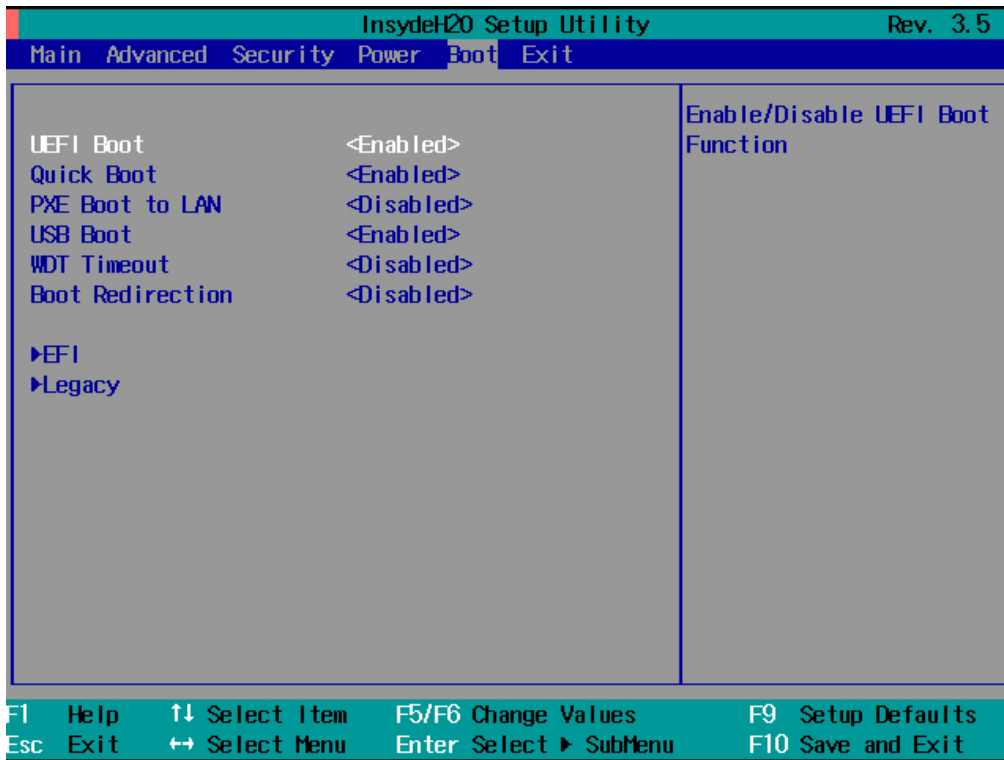 InsydeH2O Setup Utility Rev. 3.5
Main Advanced Security Power Boot Exit
UEFI Boot <Enabled>
Quick Boot <Enabled>
PXE Boot to LAN <Disabled>
USB Boot <Enabled>
WDT Timeout <Disabled>
Boot Redirection <Disabled>
▶EFI
▶Legacy
Enable/Disable UEFI Boot
Function
F1 Help ↑↓ Select Item F5/F6 Change Values F9 Setup Defaults
Esc Exit ↔ Select Menu Enter Select ▶ SubMenu F10 Save and Exit